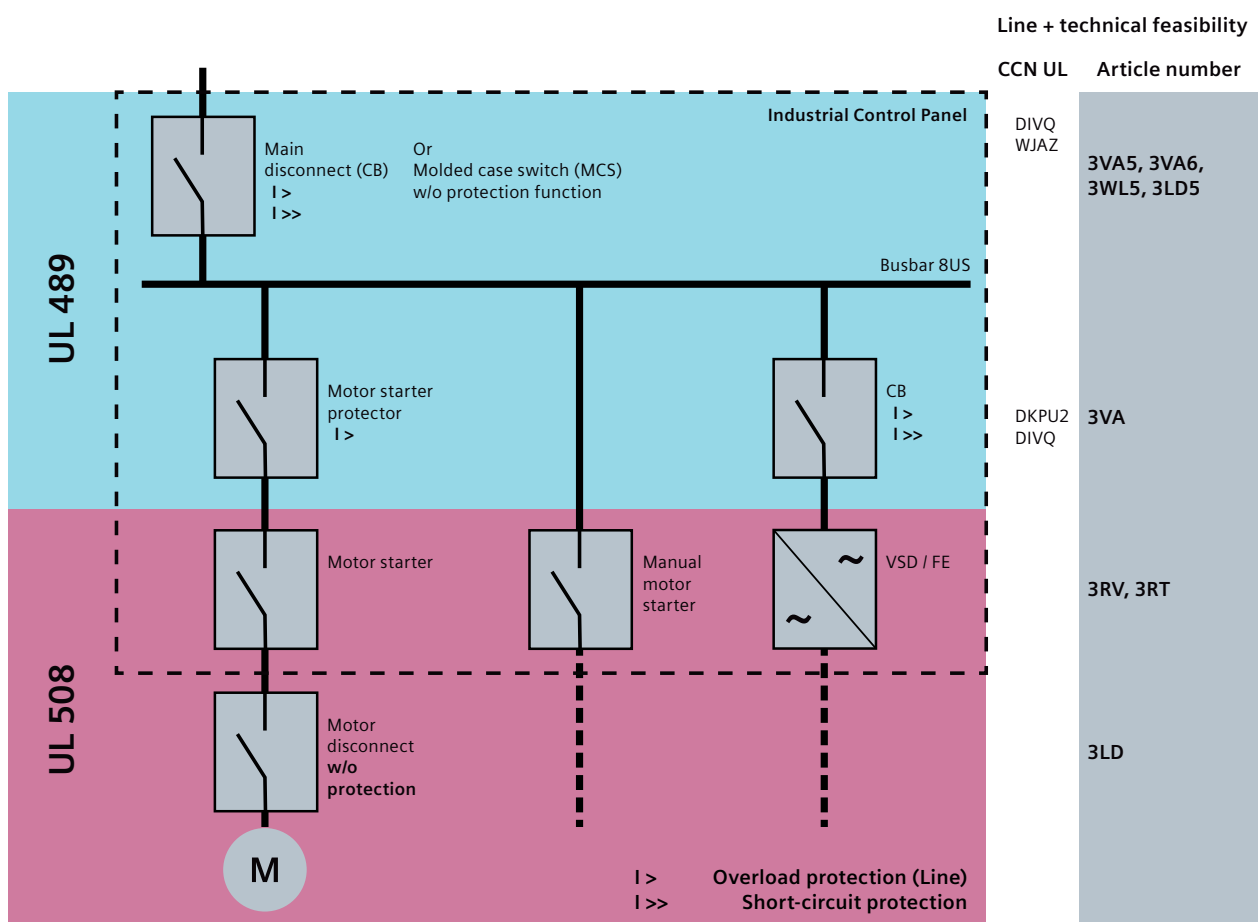 Line + technical feasibility
CCN UL
Article number
Industrial Control Panel
DIVQ
WJAZ
3VA5, 3VA6,
3WL5, 3LD5
Main
disconnect (CB)
I >
I >>
Or
Molded case switch (MCS)
w/o protection function
UL 489
Busbar 8US
Motor starter
protector
I >
CB
I >
I >>
DKPU2
DIVQ
3VA
Motor starter
Manual
motor
starter
~
~
VSD / FE
3RV, 3RT
UL 508
Motor
disconnect
w/o
protection
3LD
M
I > Overload protection (Line)
I >> Short-circuit protection